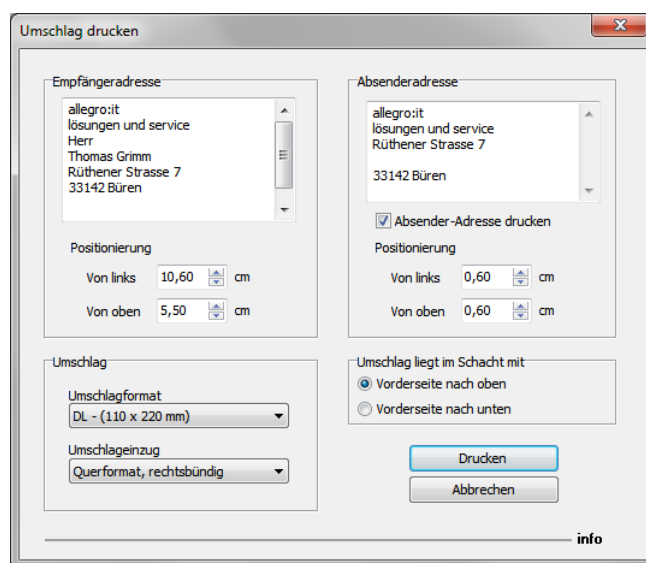 Umschlag drucken
Empfängeradresse
allegro:it
lösungen und service
Herr
Thomas Grimm
Rüthener Strasse 7
33142 Büren
Positionierung
Von links 10,60 cm
Von oben 5,50 cm
Absenderadresse
allegro:it
lösungen und service
Rüthener Strasse 7
33142 Büren
Absender-Adresse drucken
Positionierung
Von links 0,60 cm
Von oben 0,60 cm
Umschlag
Umschlagformat
DL - (110 x 220 mm)
Umschlageinzug
Querformat, rechtsbündig
Umschlag liegt im Schacht mit
Vorderseite nach oben
Vorderseite nach unten
Drucken
Abbrechen
info